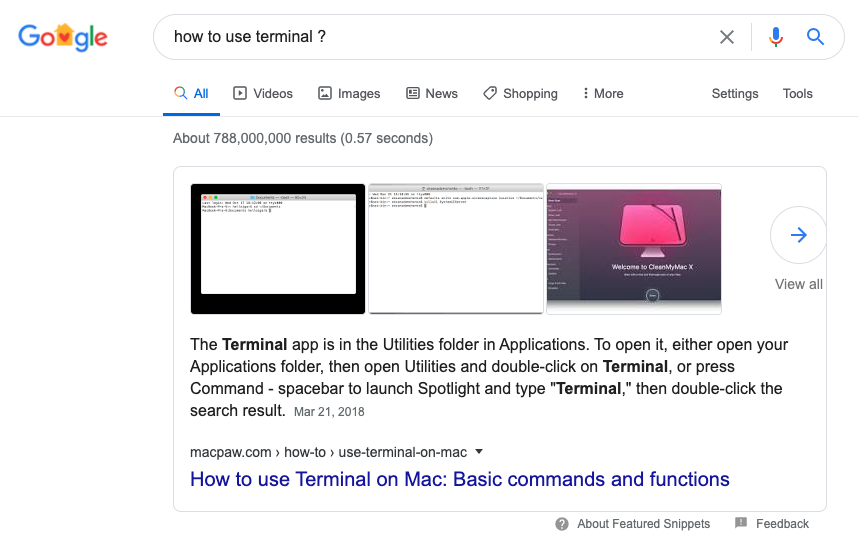 Google
how to use terminal ?
All Videos Images News Shopping More Settings Tools
About 788,000,000 results (0.57 seconds)
Welcome to CleanMyMac X
View all
The Terminal app is in the Utilities folder in Applications. To open it, either open your
Applications folder, then open Utilities and double-click on Terminal, or press
Command - spacebar to launch Spotlight and type "Terminal," then double-click the
search result. Mar 21, 2018
macpaw.com › how-to › use-terminal-on-mac
How to use Terminal on Mac: Basic commands and functions
About Featured Snippets Feedback